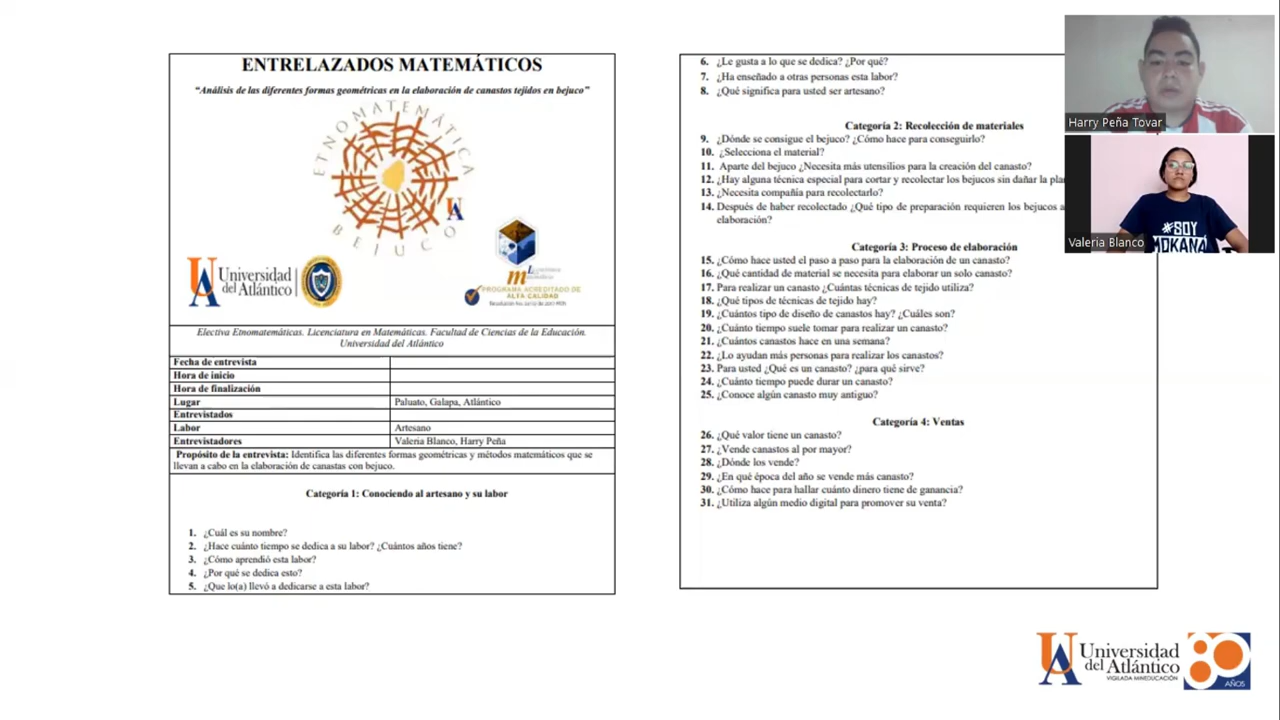 ENTRELAZADOS MATEMÁTICOS
“Análisis de las diferentes formas geométricas en la elaboración de canastos tejidos en bejuco”
ETNOMATEMÁTICA
BEJUCO
UA
Universidad
del Atlántico
Licenciatura
en Matemáticas
PROGRAMA ACREDITADO DE
ALTA CALIDAD
Electiva Etnomatemáticas. Licenciatura en Matemáticas. Facultad de Ciencias de la Educación.
Universidad del Atlántico
Fecha de entrevista
Hora de inicio
Hora de finalización
Lugar Paluato, Galapa, Atlántico
Entrevistados
Labor Artesano
Entrevistadores Valeria Blanco, Harry Peña
Propósito de la entrevista: Identifica las diferentes formas geométricas y métodos matemáticos que se
llevan a cabo en la elaboración de canastas con bejuco.
Categoría 1: Conociendo al artesano y su labor
1. ¿Cuál es su nombre?
2. ¿Hace cuánto tiempo se dedica a su labor? ¿Cuántos años tiene?
3. ¿Cómo aprendió esta labor?
4. ¿Por qué se dedica esto?
5. ¿Que lo(a) llevó a dedicarse a esta labor?
6. ¿Le gusta a lo que se dedica? ¿Por qué?
7. ¿Ha enseñado a otras personas esta labor?
8. ¿Qué significa para usted ser artesano?
Categoría 2: Recolección de materiales
9. ¿Dónde se consigue el bejuco? ¿Cómo hace para conseguirlo?
10. ¿Selecciona el material?
11. Aparte del bejuco ¿Necesita más utensilios para la creación del canasto?
12. ¿Hay alguna técnica especial para cortar y recolectar los bejucos sin dañar la
13. ¿Necesita compañía para recolectarlo?
14. Después de haber recolectado ¿Qué tipo de preparación requieren los bejucos a
elaboración?
Categoría 3: Proceso de elaboración
15. ¿Cómo hace usted el paso a paso para la elaboración de un canasto?
16. ¿Qué cantidad de material se necesita para elaborar un solo canasto?
17. Para realizar un canasto ¿Cuántas técnicas de tejido utiliza?
18. ¿Qué tipos de técnicas de tejido hay?
19. ¿Cuántos tipo de diseño de canastos hay? ¿Cuáles son?
20. ¿Cuánto tiempo suele tomar para realizar un canasto?
21. ¿Cuántos canastos hace en una semana?
22. ¿Lo ayudan más personas para realizar los canastos?
23. Para usted ¿Qué es un canasto? ¿para qué sirve?
24. ¿Cuánto tiempo puede durar un canasto?
25. ¿Conoce algún canasto muy antiguo?
Categoría 4: Ventas
26. ¿Qué valor tiene un canasto?
27. ¿Vende canastos al por mayor?
28. ¿Dónde los vende?
29. ¿En qué época del año se vende más canasto?
30. ¿Cómo hace para hallar cuánto dinero tiene de ganancia?
31. ¿Utiliza algún medio digital para promover su venta?
Harry Peña Tovar
#SOY
MOKANÁ
Valeria Blanco
Universidad
del Atlántico
VIGILADA MINEDUCACIÓN
80
AÑOS